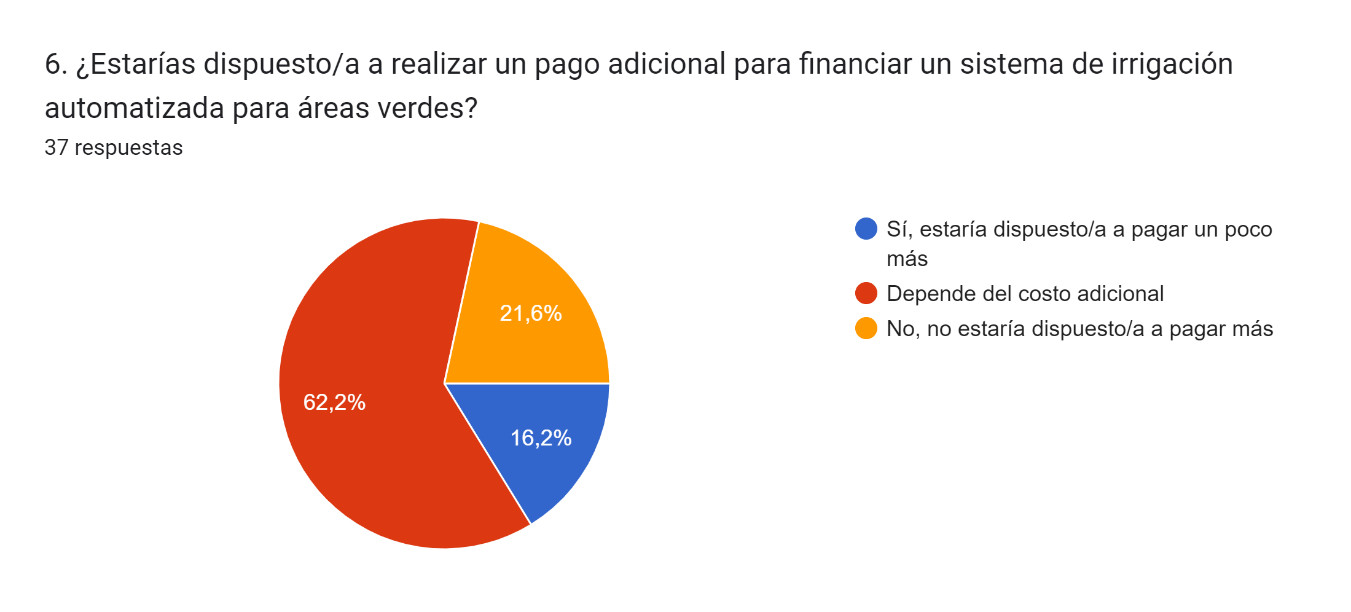 6. ¿Estarías dispuesto/a a realizar un pago adicional para financiar un sistema de irrigación
automatizada para áreas verdes?
37 respuestas
Sí, estaría dispuesto/a a pagar un poco
más
Depende del costo adicional
No, no estaría dispuesto/a a pagar más
21,6%
62,2%
16,2%